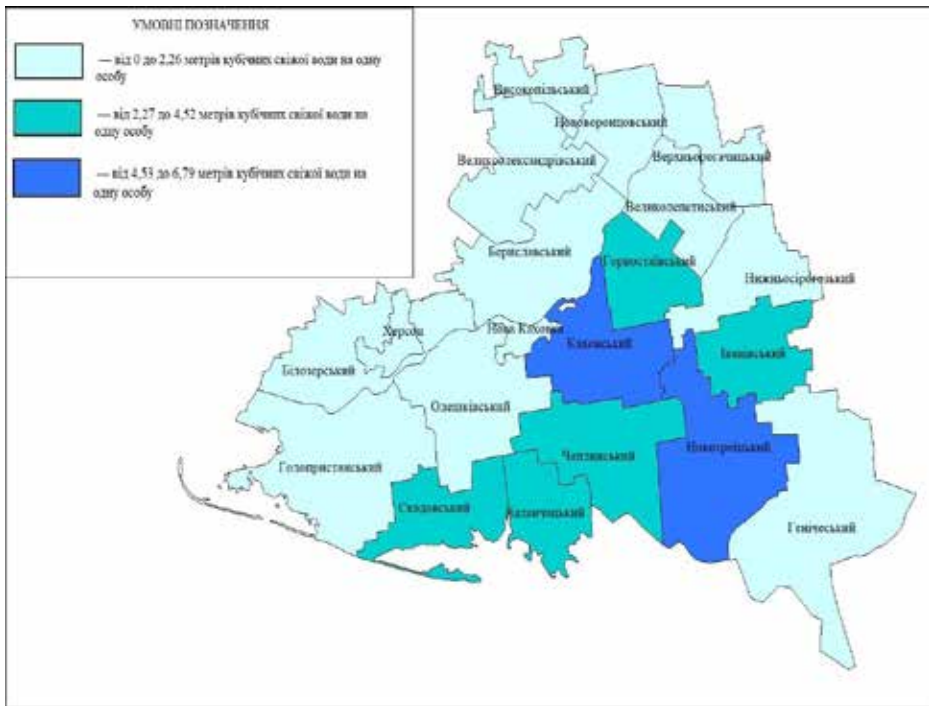 УМОВНІ ПОЗНАЧЕННЯ
— від 0 до 2,26 метрів кубічних свіжої води на одну
особу
— від 2,27 до 4,52 метрів кубічних свіжої води на
одну особу
— від 4,53 до 6,79 метрів кубічних свіжої води на
одну особу
Високопільський
Нововоронцовський
Великоолександрівський
Верхньорогачицький
Великолепетиський
Бериславський
Горностаївський
Нижньосірогозький
Херсон
Нова Каховка
Каховський
Іванівський
Білозерський
Олешківський
Новотроїцький
Чаплинський
Голопристанський
Скадовський
Каланчацький
Генічеський